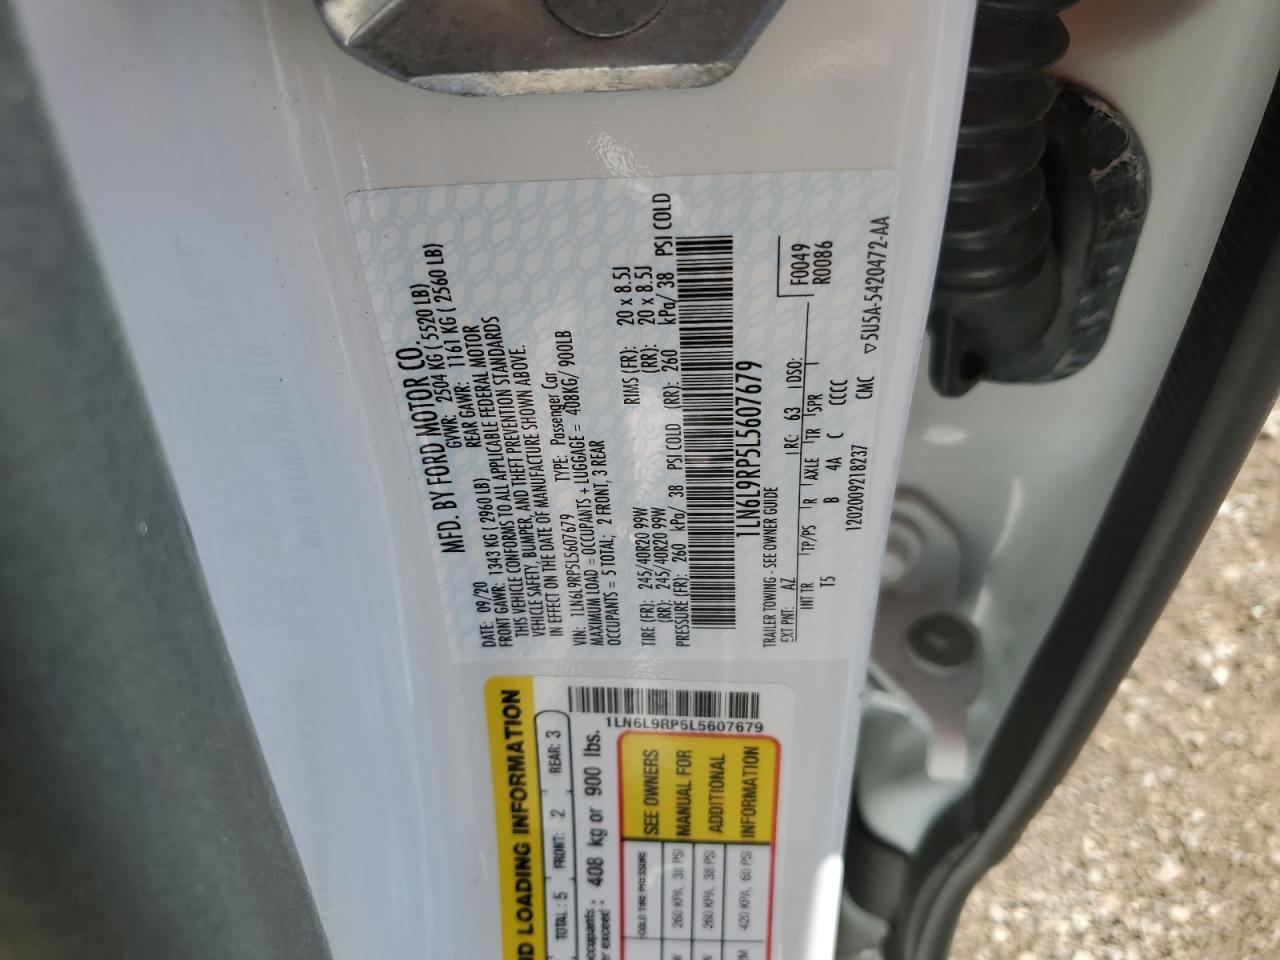 MFD. BY FORD MOTOR CO.
DATE: 09/20 GVWR: 2504 KG ( 5520 LB)
FRONT GAWR: 1343 KG ( 2960 LB) REAR GAWR: 1161 KG ( 2560 LB)
THIS VEHICLE CONFORMS TO ALL APPLICABLE FEDERAL MOTOR
VEHICLE SAFETY, BUMPER, AND THEFT PREVENTION STANDARDS
IN EFFECT ON THE DATE OF MANUFACTURE SHOWN ABOVE.
VIN: 1LN6L9RP5L5607679 TYPE: Passenger Car
MAXIMUM LOAD = OCCUPANTS + LUGGAGE = 408KG/ 900LB
OCCUPANTS = 5 TOTAL; 2 FRONT, 3 REAR
TIRE (FR): 245/40R20 99W RIMS (FR): 20 x 8.5J
(RR): 245/40R20 99W (RR): 20 x 8.5J
PRESSURE (FR): 260 kPa/ 38 PSI COLD (RR): 260 kPa/ 38 PSI COLD
1LN6L9RP5L5607679
TRAILER TOWING - SEE OWNER GUIDE F0049
EXT PNT: AZ RC: 63 DSO: R0086
INT TR TP/PS R AXLE TR SPR
T5 B 4A C CCCC
1202009218237 CMC ▽5U5A-5420472-AA
LOADING INFORMATION
TOTAL: 5 FRONT: 2 REAR: 3
408 kg or 900 lbs.
1LN6L9RP5L5607679
COLD TIRE PRESSURE
260 KPA, 38 PSI
260 KPA, 38 PSI
420 KPA, 60 PSI
SEE OWNERS
MANUAL FOR
ADDITIONAL
INFORMATION